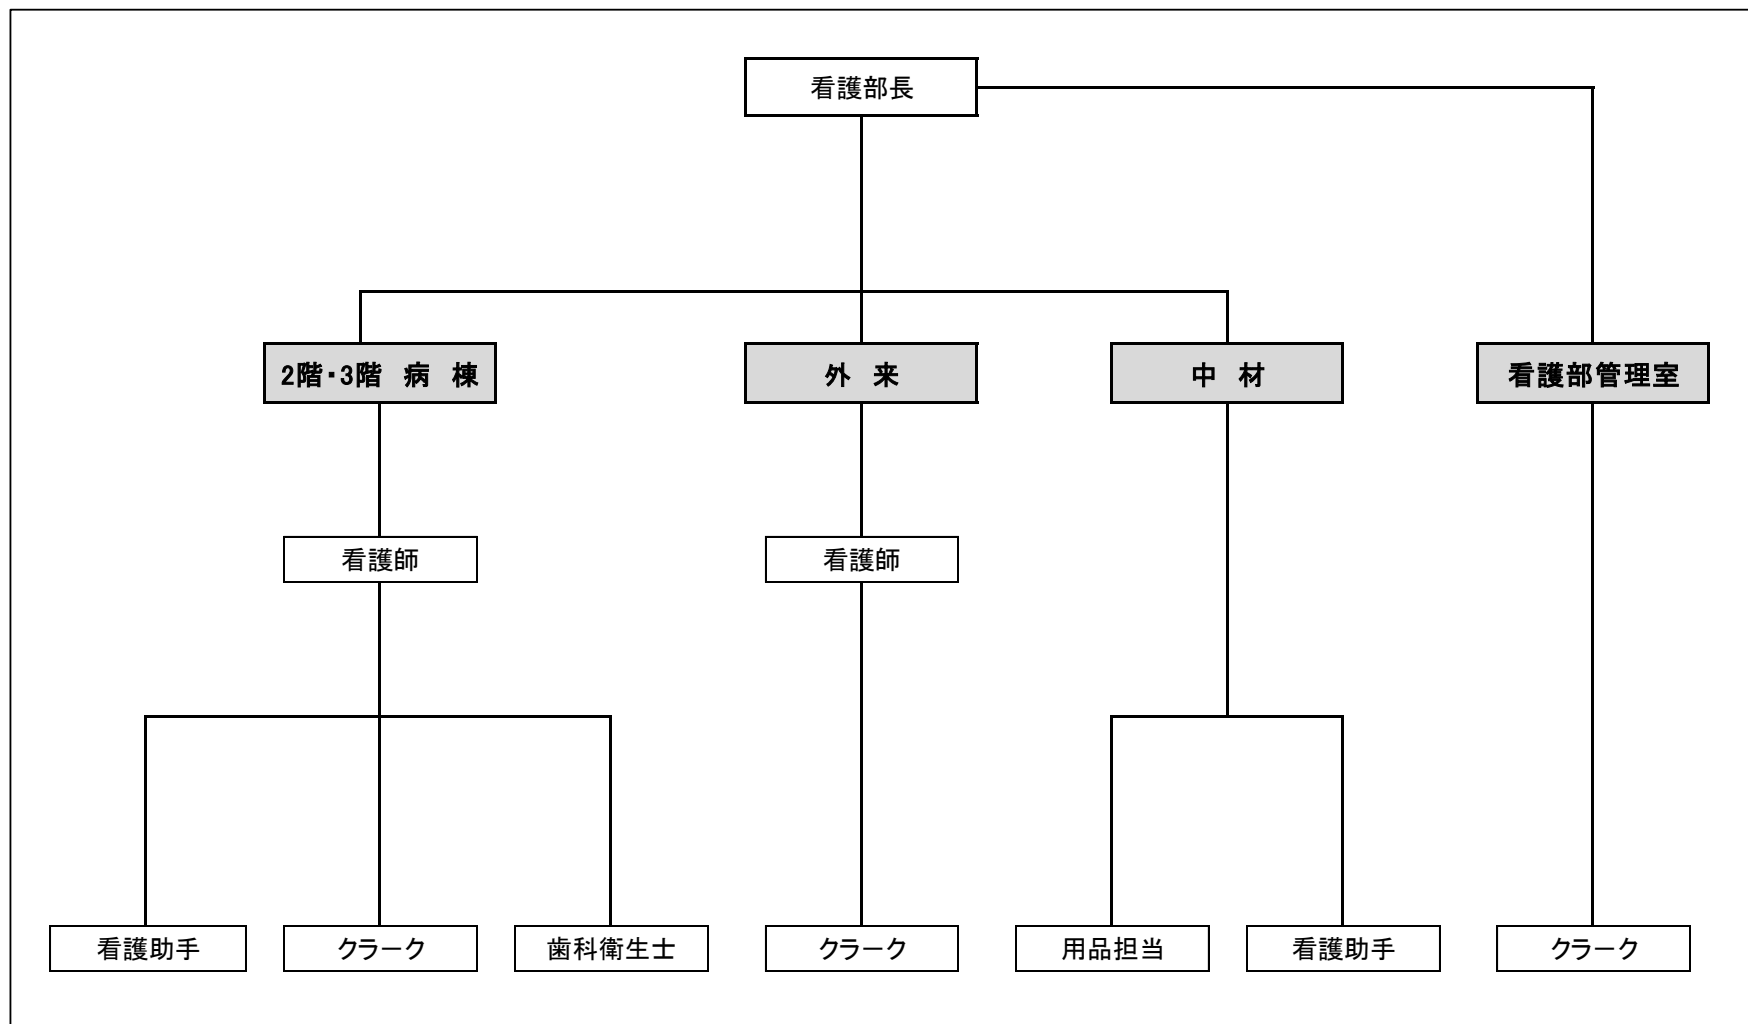 看護部長
2階・3階　病　棟
外　来
中　材
看護部管理室
看護師
看護師
看護助手
クラーク
歯科衛生士
クラーク
用品担当
看護助手
クラーク